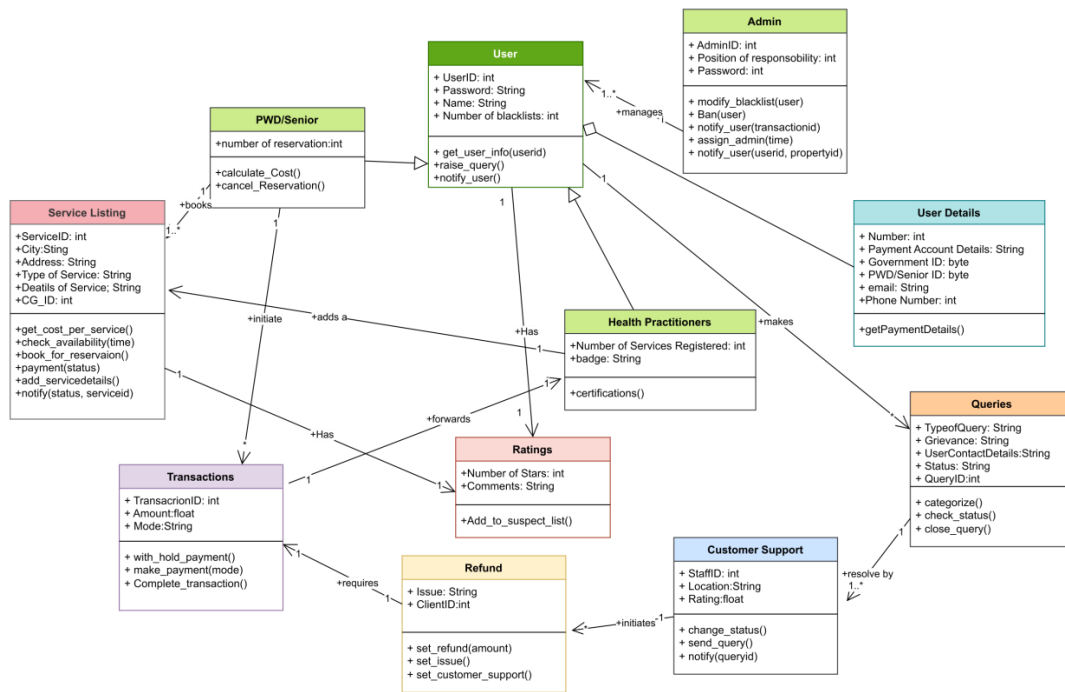 Admin
+ AdminID: int
+ Position of responsobility: int
+ Password: int
+ modify_blacklist(user)
+ Ban(user)
+ notify_user(transactionid)
+ assign_admin(time)
+ notify_user(userid, propertyid)
User
+ UserID: int
+ Password: String
+ Name: String
+ Number of blacklists: int
+ get_user_info(userid)
+raise_query()
+notify_user()
1..*
+manages
1
PWD/Senior
+number of reservation:int
+calculate_Cost()
+cancel_Reservation()
1
+books
1..*
Service Listing
+ServiceID: int
+City:Sting
+Address: String
+Type of Service: String
+Deatils of Service; String
+CG_ID: int
+get_cost_per_service()
+check_availability(time)
+book_for_reservaion()
+payment(status)
+add_servicedetails()
+notify(status, serviceid)
User Details
+ Number: int
+ Payment Account Details: String
+ Government ID: byte
+ PWD/Senior ID: byte
+ email: String
+Phone Number: int
+getPaymentDetails()
1
+initiate
*
1
+Has
1
1
+makes
*
+adds a
1
Health Practitioners
+Number of Services Registered: int
+badge: String
+certifications()
1
+Has
1
1
+forwards
1
Queries
+ TypeofQuery: String
+ Grievance: String
+ UserContactDetails:String
+ Status: String
+ QueryID:int
+ categorize()
+ check_status()
+ close_query()
Ratings
+Number of Stars: int
+Comments: String
+Add_to_suspect_list()
Transactions
+ TransacrionID: int
+ Amount:float
+ Mode:String
+ with_hold_payment()
+ make_payment(mode)
+ Complete_transaction()
1
+requires
1
Refund
+ Issue: String
+ ClientID:int
+ set_refund(amount)
+ set_issue()
+ set_customer_support()
*
+initiates
1
Customer Support
+ StaffID: int
+ Location:String
+ Rating:float
+ change_status()
+ send_query()
+ notify(queryid)
1
+resolve by
1..*